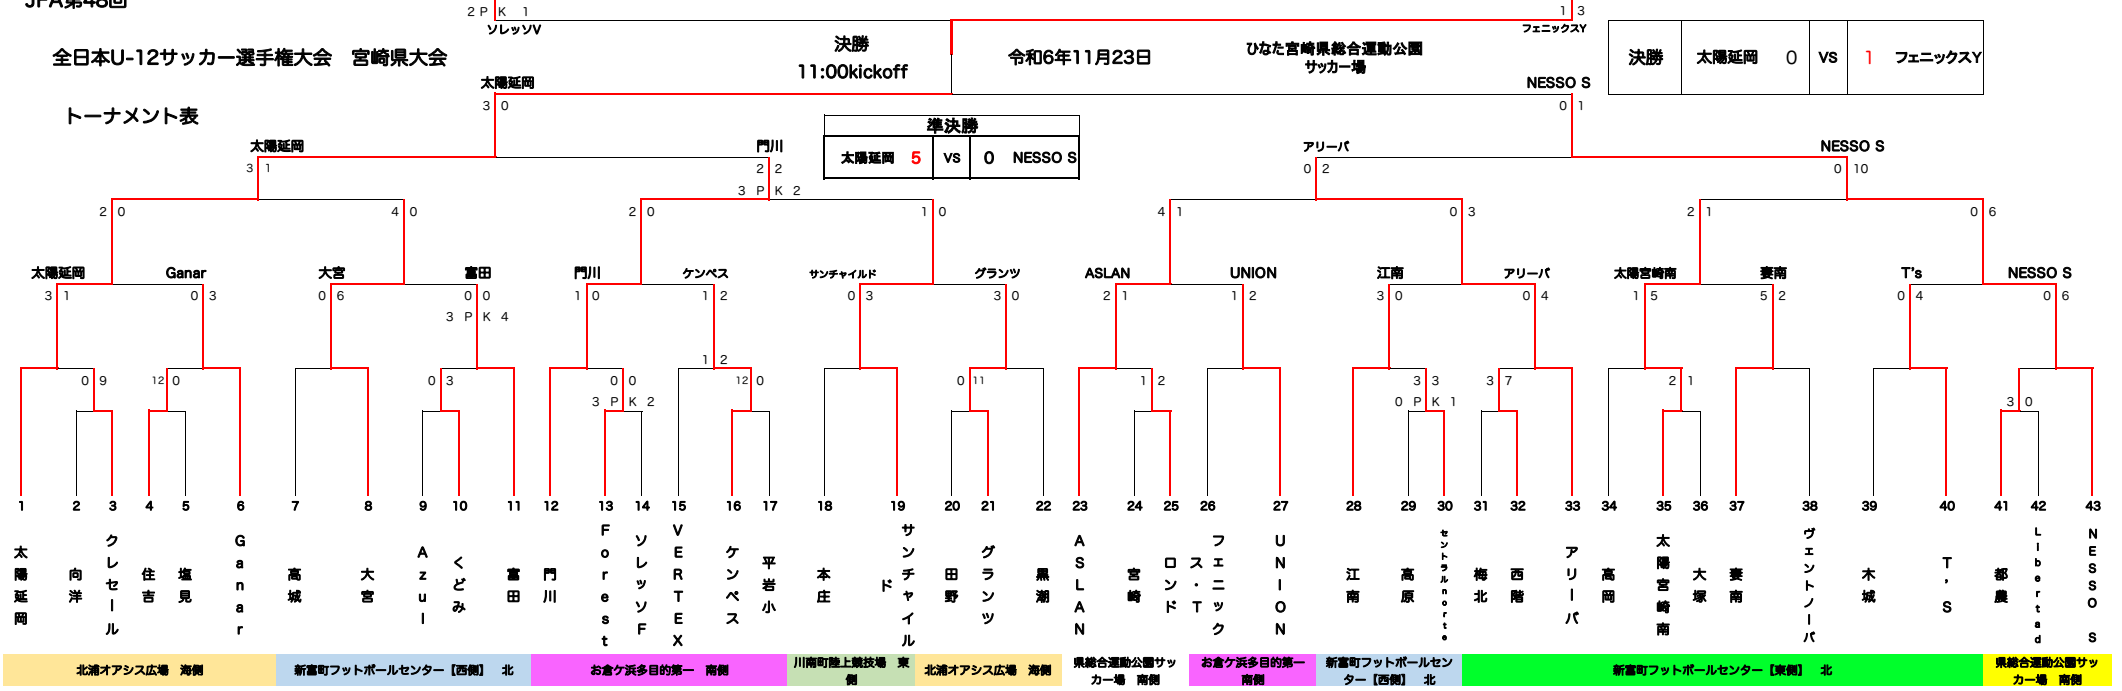 JFA第48回
2 P K 1
ソレッソV
1 3
フェニックスY
全日本U-12サッカー選手権大会 宮崎県大会
決勝
11:00kickoff
令和6年11月23日
ひなた宮崎県総合運動公園
サッカー場
決勝 太陽延岡 0 VS 1 フェニックスY
太陽延岡
NESSO S
3 0
0 1
トーナメント表
準決勝
太陽延岡 5 VS 0 NESSO S
太陽延岡 門川 アリーバ NESSO S
3 1 2 2 0 2 0 10
3 P K 2
2 0 4 0 2 0 1 0 4 1 0 3 2 1 0 6
太陽延岡 Ganar 大宮 富田 門川 ケンペス サンチャイルド グランツ ASLAN UNION 江南 アリーバ 太陽宮崎南 妻南 T's NESSO S
3 1 0 3 0 6 0 0 1 0 1 2 0 3 3 0 2 1 1 2 3 0 0 4 1 5 5 2 0 4 0 6
3 P K 4
1 2
0 9 12 0 0 3 0 0 12 0 0 11 1 2 3 3 3 7 2 1
3 P K 2 0 P K 1 3 0
1 2 3 4 5 6 7 8 9 10 11 12 13 14 15 16 17 18 19 20 21 22 23 24 25 26 27 28 29 30 31 32 33 34 35 36 37 38 39 40 41 42 43
太陽延岡
向洋
クレセール
住吉
塩見
Ganar
高城
大宮
Azul
くどみ
富田
門川
Forest
ソレッソF
VERTEX
ケンペス
平岩小
本庄
サンチャイルド
田野
グランツ
黒潮
ASLAN
宮崎
ロンド
フェニックス・T
UNION
江南
高原
セントラルnorte
梅北
西階
アリーバ
高岡
太陽宮崎南
大塚
妻南
ヴェントノーバ
木城
T's
都農
Libertad
NESSO S
北浦オアシス広場 海側
新富町フットボールセンター【西側】 北
お倉ケ浜多目的第一 南側
川南町陸上競技場 東
側
北浦オアシス広場 海側
県総合運動公園サッ
カー場 南側
お倉ケ浜多目的第一
南側
新富町フットボールセン
ター【西側】 北
新富町フットボールセンター【東側】 北
県総合運動公園サッ
カー場 南側